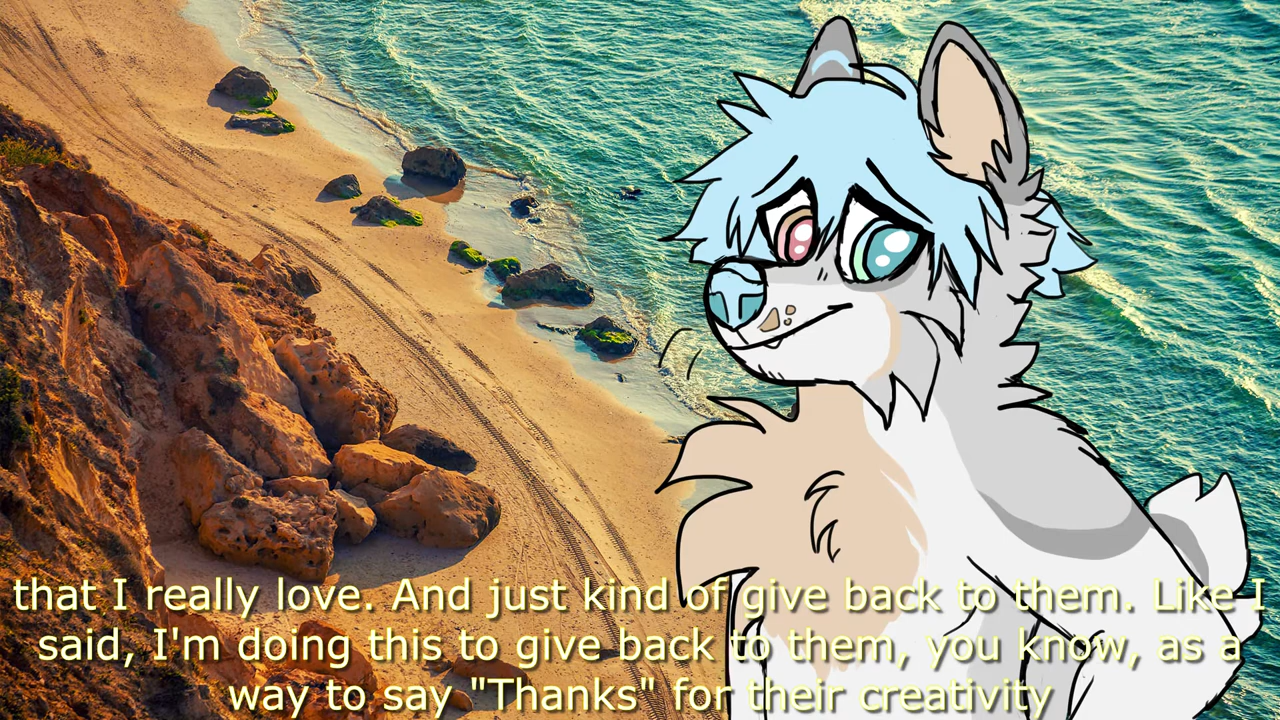 that I really love. And just kind of give back to them. Like I
said, I'm doing this to give back to them, you know, as a
way to say "Thanks" for their creativity